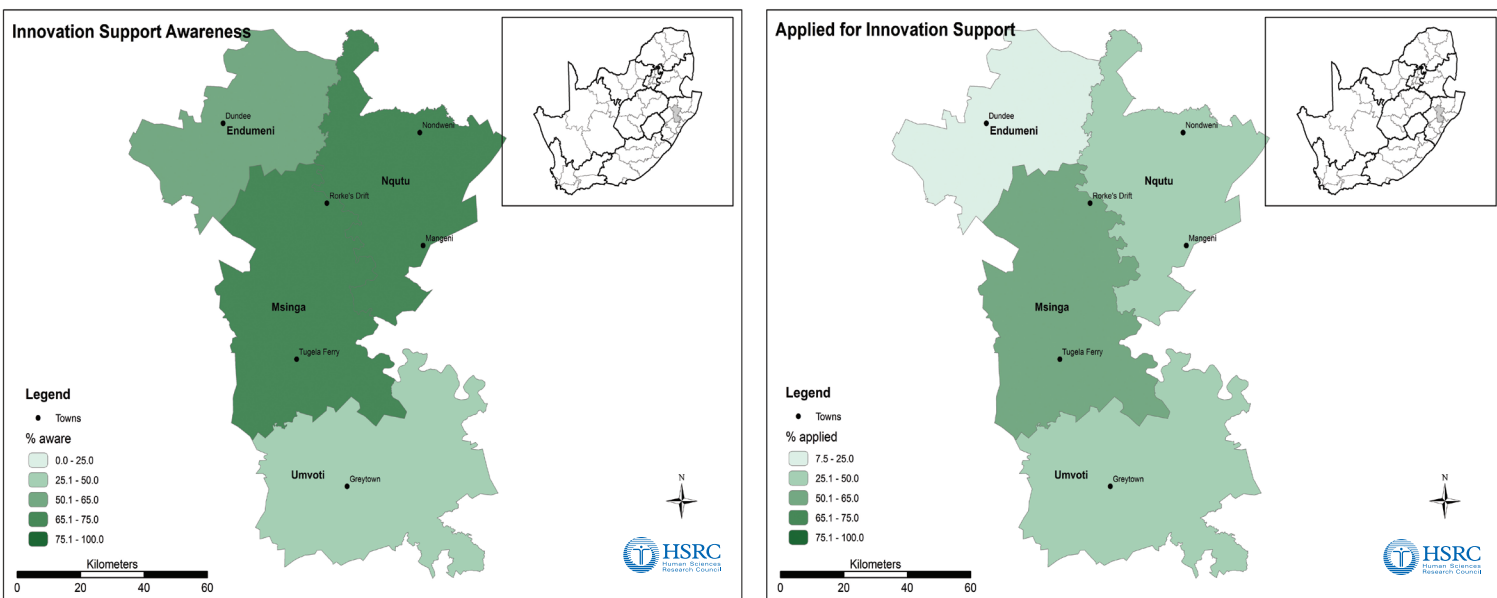 Innovation Support Awareness
Dundee
Endumeni
Nondweni
Nqutu
Rorke's Drift
Mangeni
Msinga
Tugela Ferry
Umvoti
Greytown
Legend
Towns
% aware
0.0 - 25.0
25.1 - 50.0
50.1 - 65.0
65.1 - 75.0
75.1 - 100.0
Kilometers
0 20 40 60
N
HSRC
Human Sciences
Research Council
Applied for Innovation Support
Dundee
Endumeni
Nondweni
Nqutu
Rorke's Drift
Mangeni
Msinga
Tugela Ferry
Umvoti
Greytown
Legend
Towns
% applied
7.5 - 25.0
25.1 - 50.0
50.1 - 65.0
65.1 - 75.0
75.1 - 100.0
Kilometers
0 20 40 60
N
HSRC
Human Sciences
Research Council